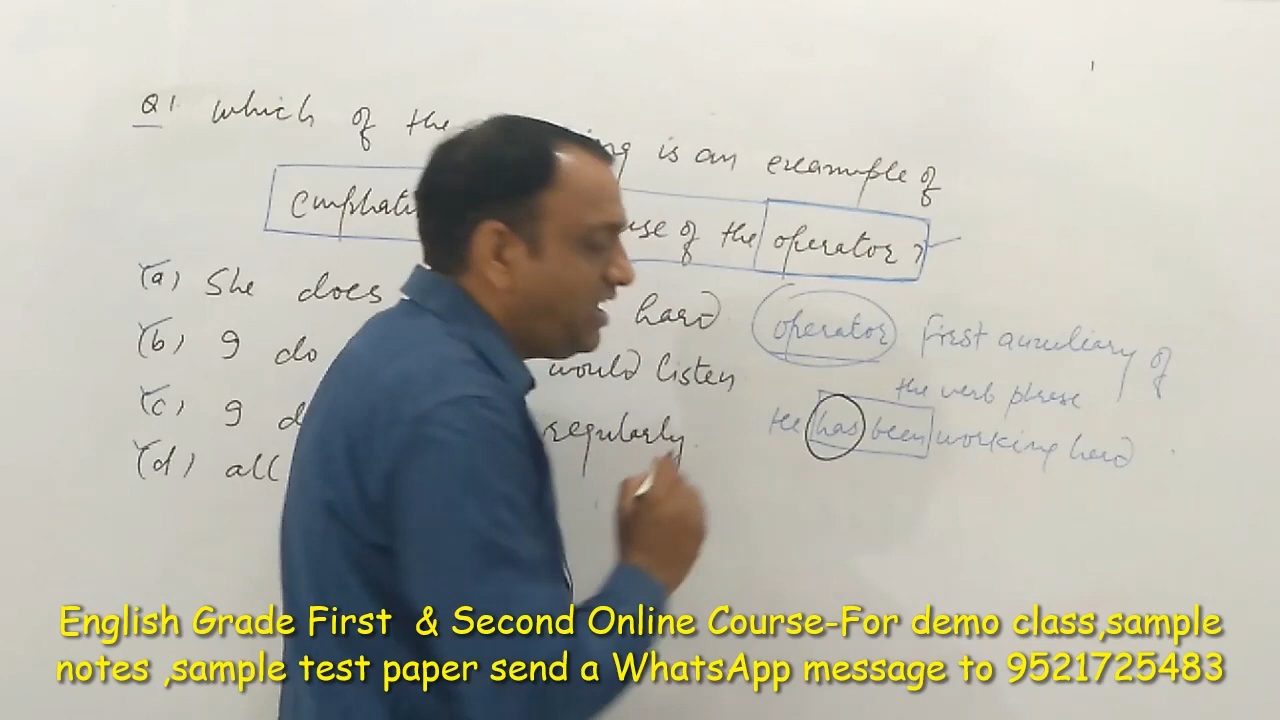 Q1. Which of the is an example of
use of the operator ?
(a) She does hard
(b) I do would listen
(c) I regularly.
(d) all
operator First auxiliary of
the verb phrase
He has been working hard
English Grade First & Second Online Course-For demo class,sample
notes ,sample test paper send a WhatsApp message to 9521725483